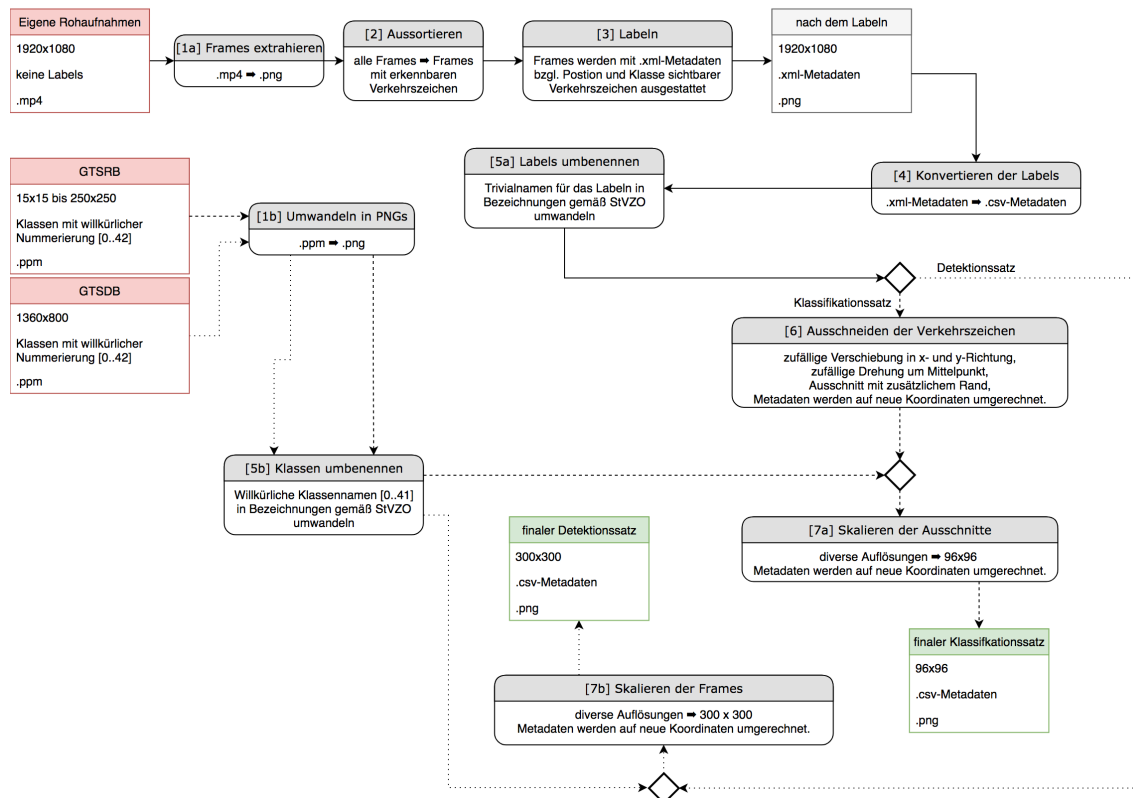 Eigene Rohaufnahmen
1920x1080
keine Labels
.mp4
[1a] Frames extrahieren
.mp4 ➡ .png
[2] Aussortieren
alle Frames ➡ Frames
mit erkennbaren
Verkehrszeichen
[3] Labeln
Frames werden mit .xml-Metadaten
bzgl. Postion und Klasse sichtbarer
Verkehrszeichen ausgestattet
nach dem Labeln
1920x1080
.xml-Metadaten
.png
GTSRB
15x15 bis 250x250
Klassen mit willkürlicher
Nummerierung [0..42]
.ppm
GTSDB
1360x800
Klassen mit willkürlicher
Nummerierung [0..42]
.ppm
[1b] Umwandeln in PNGs
.ppm ➡ .png
[5a] Labels umbenennen
Trivialnamen für das Labeln in
Bezeichnungen gemäß StVZO
umwandeln
[4] Konvertieren der Labels
.xml-Metadaten ➡ .csv-Metadaten
Detektionssatz
Klassifikationssatz
[6] Ausschneiden der Verkehrszeichen
zufällige Verschiebung in x- und y-Richtung,
zufällige Drehung um Mittelpunkt,
Ausschnitt mit zusätzlichem Rand,
Metadaten werden auf neue Koordinaten umgerechnet.
[5b] Klassen umbenennen
Willkürliche Klassennamen [0..41]
in Bezeichnungen gemäß StVZO
umwandeln
finaler Detektionssatz
300x300
.csv-Metadaten
.png
[7a] Skalieren der Ausschnitte
diverse Auflösungen ➡ 96x96
Metadaten werden auf neue Koordinaten umgerechnet.
finaler Klassifkationssatz
96x96
.csv-Metadaten
.png
[7b] Skalieren der Frames
diverse Auflösungen ➡ 300 x 300
Metadaten werden auf neue Koordinaten umgerechnet.